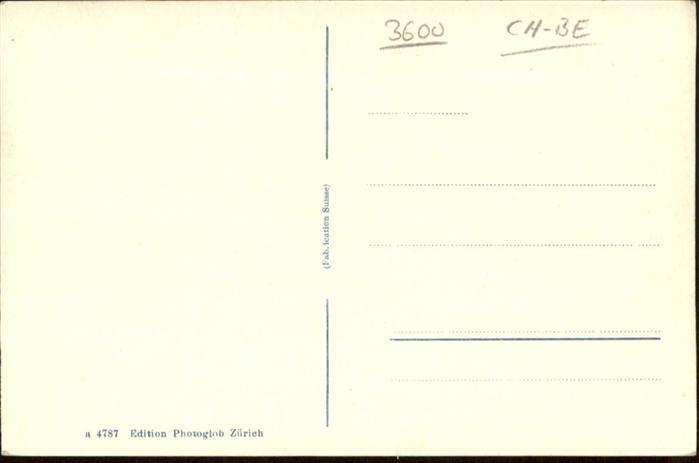 3600 CH-BE
(Fabrication Suisse)
a 4787 Edition Photoglob Zürich